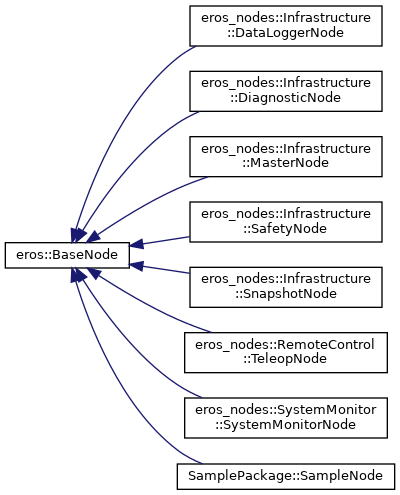 eros_nodes::Infrastructure
::DataLoggerNode
eros_nodes::Infrastructure
::DiagnosticNode
eros_nodes::Infrastructure
::MasterNode
eros_nodes::Infrastructure
::SafetyNode
eros::BaseNode
eros_nodes::Infrastructure
::SnapshotNode
eros_nodes::RemoteControl
::TeleopNode
eros_nodes::SystemMonitor
::SystemMonitorNode
SamplePackage::SampleNode